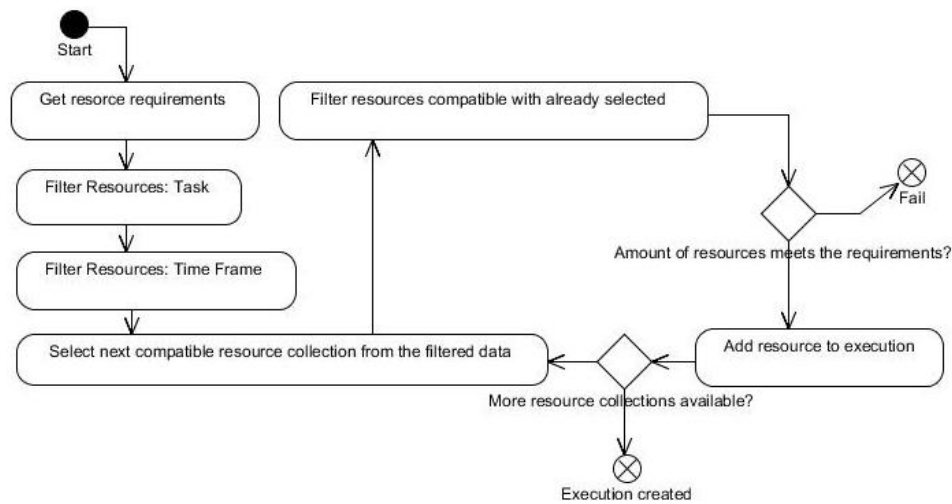 Start
Get resorce requirements
Filter resources compatible with already selected
Filter Resources: Task
Fail
Filter Resources: Time Frame
Amount of resources meets the requirements?
Select next compatible resource collection from the filtered data
Add resource to execution
More resource collections available?
Execution created